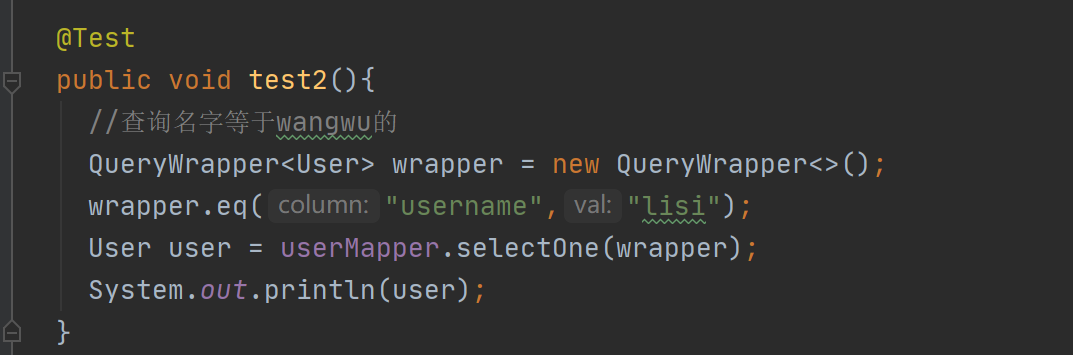 @Test
public void test2(){
//查询名字等于wangwu的
QueryWrapper<User> wrapper = new QueryWrapper<>();
wrapper.eq( column: "username", val: "lisi");
User user = userMapper.selectOne(wrapper);
System.out.println(user);
}